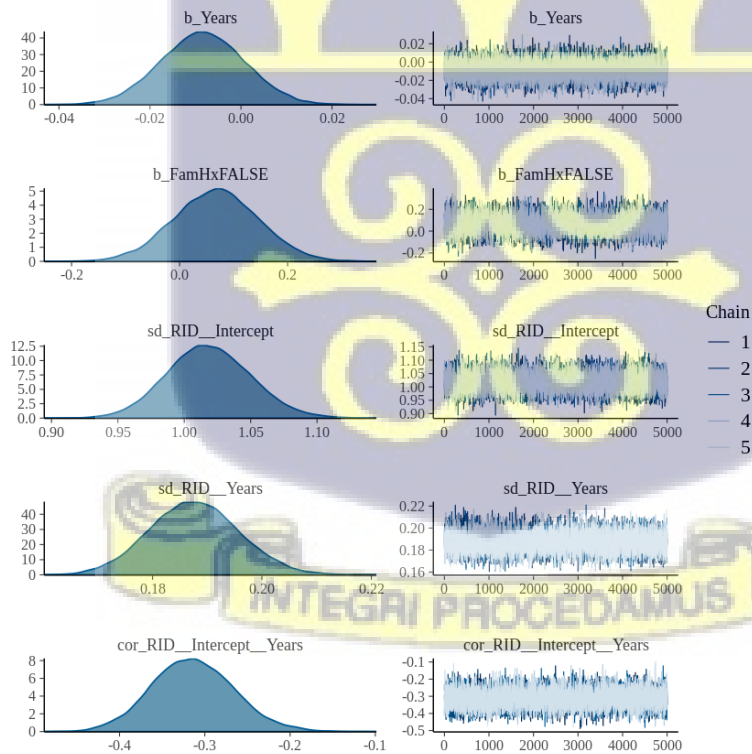 b_Years b_Years
40 30 20 10 0
-0.04 -0.02 0.00 0.02
0.02 0.00 -0.02 -0.04
0 1000 2000 3000 4000 5000
b_FamHxFALSE b_FamHxFALSE
5 4 3 2 1 0
-0.2 0.0 0.2
0.2 0.0 -0.2
0 1000 2000 3000 4000 5000
sd_RID__Intercept sd_RID__Intercept
12.5 10.0 7.5 5.0 2.5 0.0
0.90 0.95 1.00 1.05 1.10
1.15 1.10 1.05 1.00 0.95 0.90
0 1000 2000 3000 4000 5000
Chain
1
2
3
4
5
sd_RID__Years sd_RID__Years
40 30 20 10 0
0.18 0.20 0.22
0.22 0.20 0.18 0.16
0 1000 2000 3000 4000 5000
INTEGRI PROCEDAMUS
cor_RID__Intercept__Years cor_RID__Intercept__Years
8 6 4 2 0
-0.4 -0.3 -0.2 -0.1
-0.1 -0.2 -0.3 -0.4 -0.5
0 1000 2000 3000 4000 5000